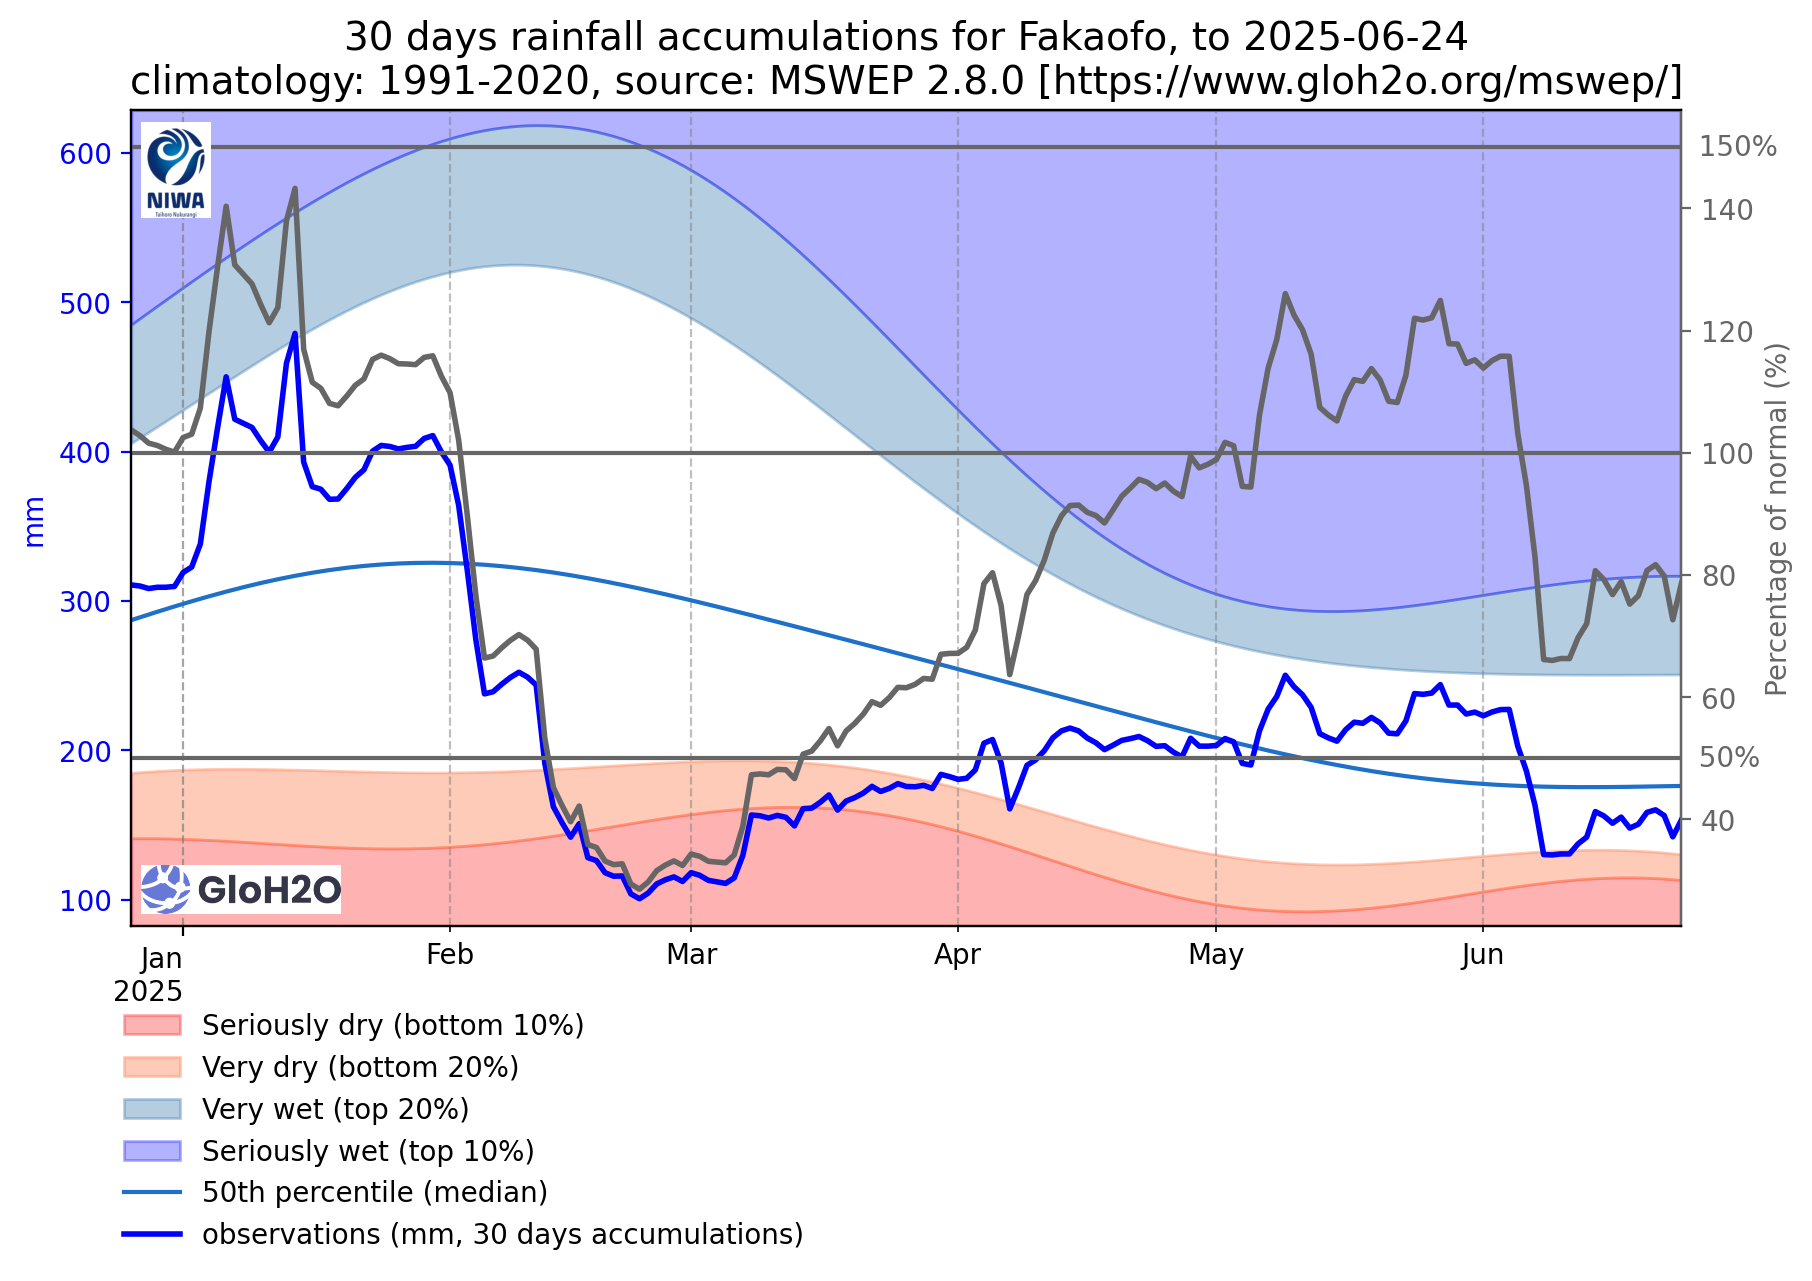 30 days rainfall accumulations for Fakaofo, to 2025-06-24
climatology: 1991-2020, source: MSWEP 2.8.0 [https://www.gloh2o.org/mswep/]
600
500
400
300
200
100
mm
NIWA
Taihoro Nukurangi
GloH2O
150%
140
120
100
80
60
50%
40
Percentage of normal (%)
Jan
2025
Feb
Mar
Apr
May
Jun
Seriously dry (bottom 10%)
Very dry (bottom 20%)
Very wet (top 20%)
Seriously wet (top 10%)
50th percentile (median)
observations (mm, 30 days accumulations)